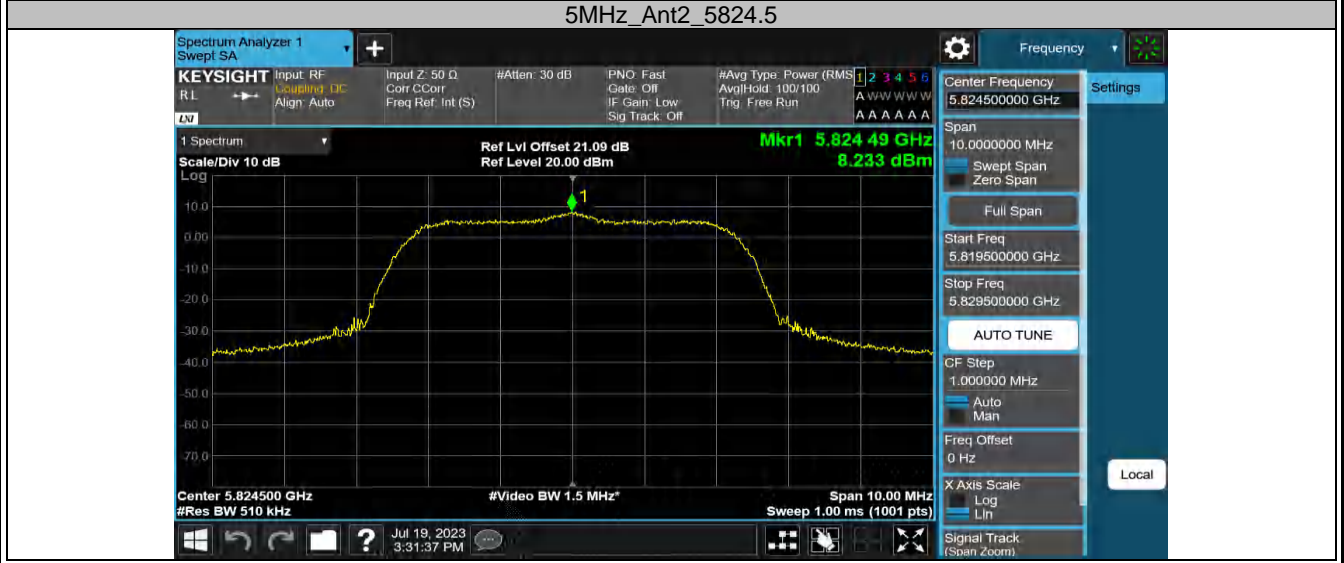 5MHz_Ant2_5824.5
Spectrum Analyzer 1
Swept SA
+
Frequency
KEYSIGHT
RL
LXI
Input: RF
Coupling: DC
Align: Auto
Input Z: 50 Ω
Corr CCorr
Freq Ref: Int (S)
#Atten: 30 dB
PNO: Fast
Gate: Off
IF Gain: Low
Sig Track: Off
#Avg Type: Power (RMS
Avg|Hold: 100/100
Trig: Free Run
1 2 3 4 5 6
A W W W W W
A A A A A A
1 Spectrum
Scale/Div 10 dB
Log
Ref Lvl Offset 21.09 dB
Ref Level 20.00 dBm
Mkr1 5.824 49 GHz
8.233 dBm
1
10.0
0.00
-10.0
-20.0
-30.0
-40.0
-50.0
-60.0
-70.0
Center 5.824500 GHz
#Res BW 510 kHz
#Video BW 1.5 MHz*
Span 10.00 MHz
Sweep 1.00 ms (1001 pts)
?
Jul 19, 2023
3:31:37 PM
Center Frequency
5.824500000 GHz
Settings
Span
10.0000000 MHz
Swept Span
Zero Span
Full Span
Start Freq
5.819500000 GHz
Stop Freq
5.829500000 GHz
AUTO TUNE
CF Step
1.000000 MHz
Auto
Man
Freq Offset
0 Hz
X Axis Scale
Log
Lin
Local
Signal Track
(Span Zoom)